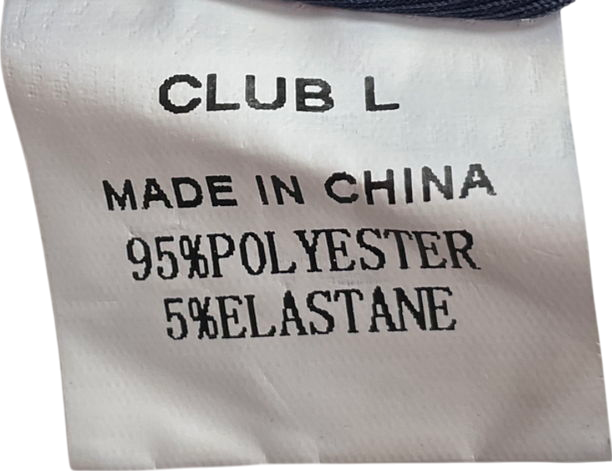 CLUB L
MADE IN CHINA
95%POLYESTER
5%ELASTANE